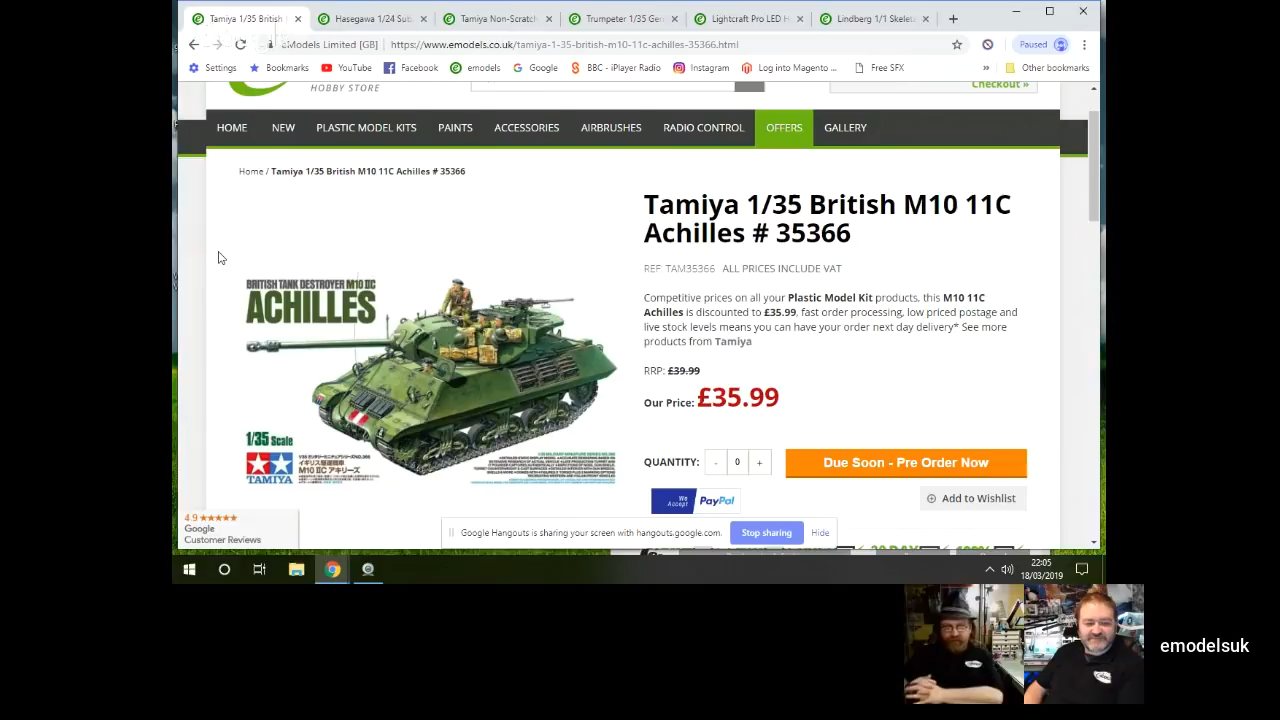 Tamiya 1/35 British
Hasegawa 1/24 Sub
Tamiya Non-Scratch
Trumpeter 1/35 Ger
Lightcraft Pro LED H
Lindberg 1/1 Skelet
eModels Limited [GB]
https://www.emodels.co.uk/tamiya-1-35-british-m10-11c-achilles-35366.html
Paused
Settings
Bookmarks
YouTube
Facebook
emodels
Google
BBC - iPlayer Radio
Instagram
Log into Magento ...
Free SFX
Other bookmarks
HOBBY STORE
Checkout »
HOME
NEW
PLASTIC MODEL KITS
PAINTS
ACCESSORIES
AIRBRUSHES
RADIO CONTROL
OFFERS
GALLERY
Home / Tamiya 1/35 British M10 11C Achilles # 35366
Tamiya 1/35 British M10 11C
Achilles # 35366
REF TAM35366 ALL PRICES INCLUDE VAT
Competitive prices on all your Plastic Model Kit products, this M10 11C
Achilles is discounted to £35.99, fast order processing, low priced postage and
live stock levels means you can have your order next day delivery* See more
products from Tamiya
RRP: £39.99
Our Price: £35.99
QUANTITY: - 0 +
Due Soon - Pre Order Now
We Accept
PayPal
Add to Wishlist
BRITISH TANK DESTROYER M10 IIC
ACHILLES
1/35 Scale
TAMIYA
M10 IIC アキリーズ
4.9 ★★★★★
Google
Customer Reviews
Google Hangouts is sharing your screen with hangouts.google.com.
Stop sharing
Hide
22:05
18/03/2019
emodelsuk